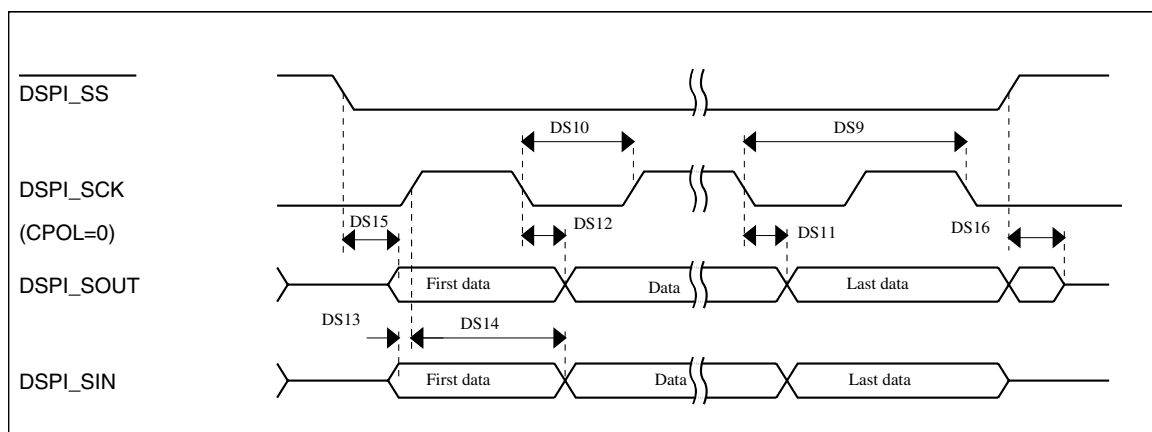 DSPI_SS
DS10
DS9
DSPI_SCK
(CPOL=0)
DS15
DS12
DS11
DS16
DSPI_SOUT
First data
Data
Last data
DS13
DS14
DSPI_SIN
First data
Data
Last data